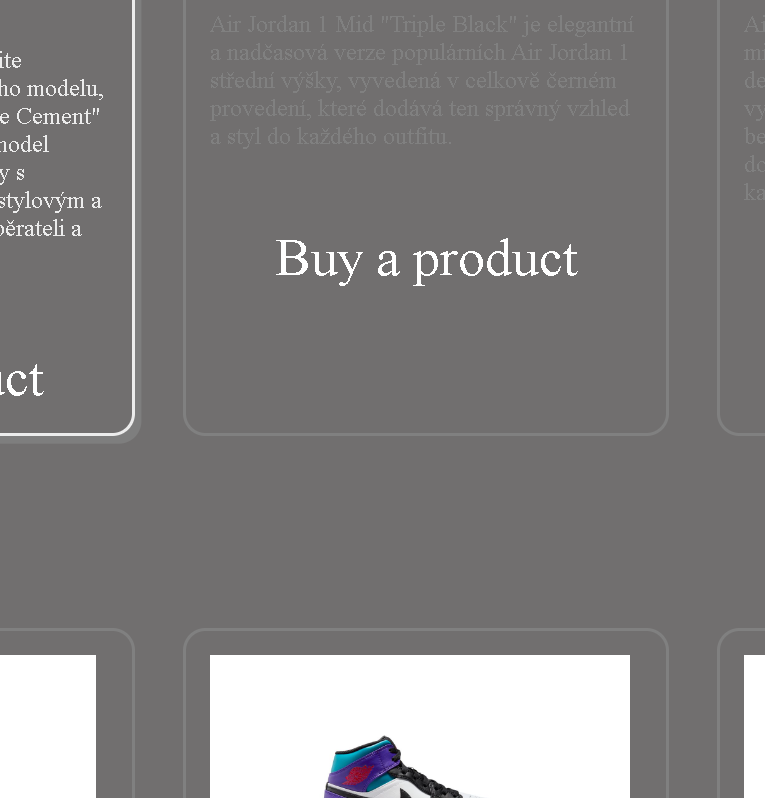 ite
ho modelu,
e Cement"
model
y s
stylovým a
běrateli a
uct
Air Jordan 1 Mid "Triple Black" je elegantní
a nadčasová verze populárních Air Jordan 1
střední výšky, vyvedená v celkově černém
provedení, které dodává ten správný vzhled
a styl do každého outfitu.
Buy a product
Ai
m
de
vy
be
do
ka